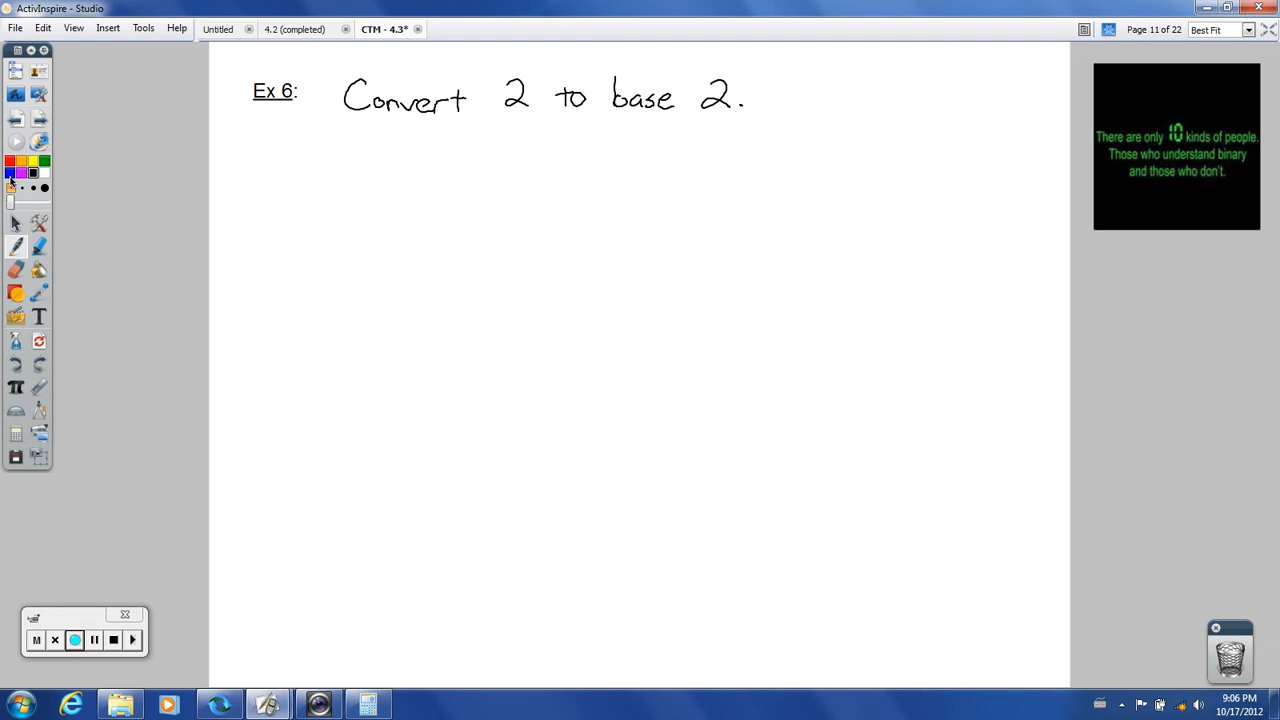 ActivInspire - Studio
File Edit View Insert Tools Help
Untitled 4.2 (completed) CTM - 4.3*
Page 11 of 22 Best Fit
Ex 6: Convert 2 to base 2.
There are only 10 kinds of people.
Those who understand binary
and those who don't.
T
M
9:06 PM
10/17/2012